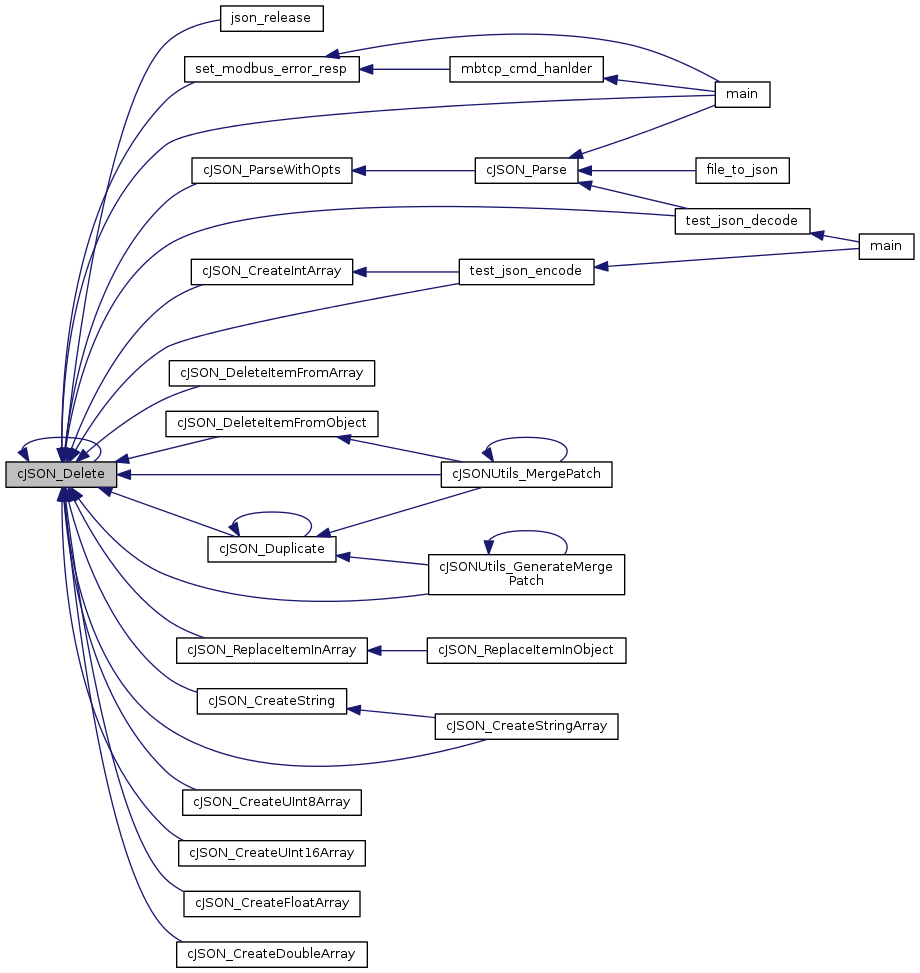 json_release
set_modbus_error_resp
mbtcp_cmd_hanlder
main
cJSON_ParseWithOpts
cJSON_Parse
file_to_json
test_json_decode
main
cJSON_CreateIntArray
test_json_encode
cJSON_DeleteItemFromArray
cJSON_DeleteItemFromObject
cJSON_Delete
cJSONUtils_MergePatch
cJSON_Duplicate
cJSONUtils_GenerateMerge
Patch
cJSON_ReplaceItemInArray
cJSON_ReplaceItemInObject
cJSON_CreateString
cJSON_CreateStringArray
cJSON_CreateUInt8Array
cJSON_CreateUInt16Array
cJSON_CreateFloatArray
cJSON_CreateDoubleArray